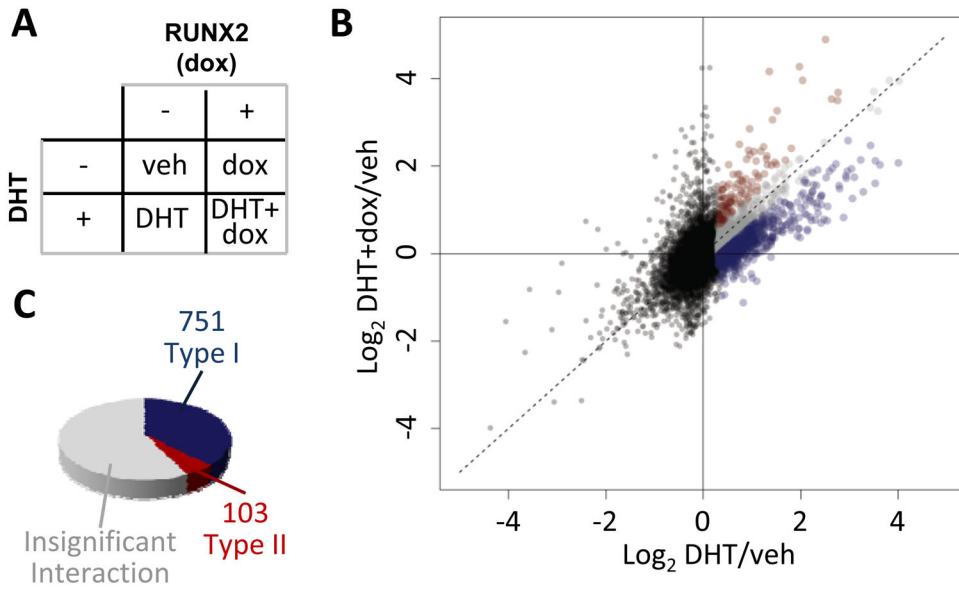 A
RUNX2
(dox)
- +
DHT
- veh dox
+ DHT DHT+
dox
B
Log2 DHT+dox/veh
4
2
0
-2
-4
-4 -2 0 2 4
Log2 DHT/veh
C
751
Type I
103
Type II
Insignificant
Interaction